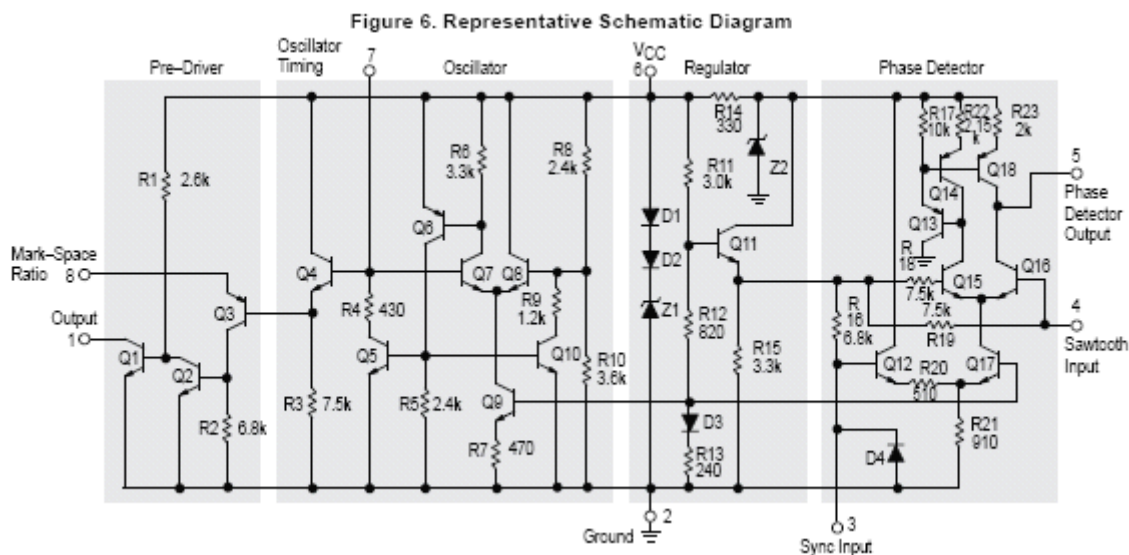 Figure 6. Representative Schematic Diagram
Oscillator
Timing
7
VCC
6
Pre–Driver
Oscillator
Regulator
Phase Detector
R1
2.6k
R6
3.3k
R8
2.4k
R14
330
R11
3.0k
Z2
R17
10k
R22
2.15
k
R23
2k
5
Phase
Detector
Output
Q18
Q14
Q13
Q6
D1
D2
Z1
Q11
Mark–Space
Ratio
8
Q4
Q7
Q8
R9
1.2k
R
18
7.5k
Q15
Q16
Q3
R4
430
R12
820
R
16
6.8k
7.5k
R19
4
Sawtooth
Input
Output
1
Q1
Q2
Q5
Q10
R10
3.6k
R15
3.3k
Q12
R20
510
Q17
R2
6.8k
R3
7.5k
R5
2.4k
Q9
R7
470
D3
R13
240
D4
R21
910
2
Ground
3
Sync Input